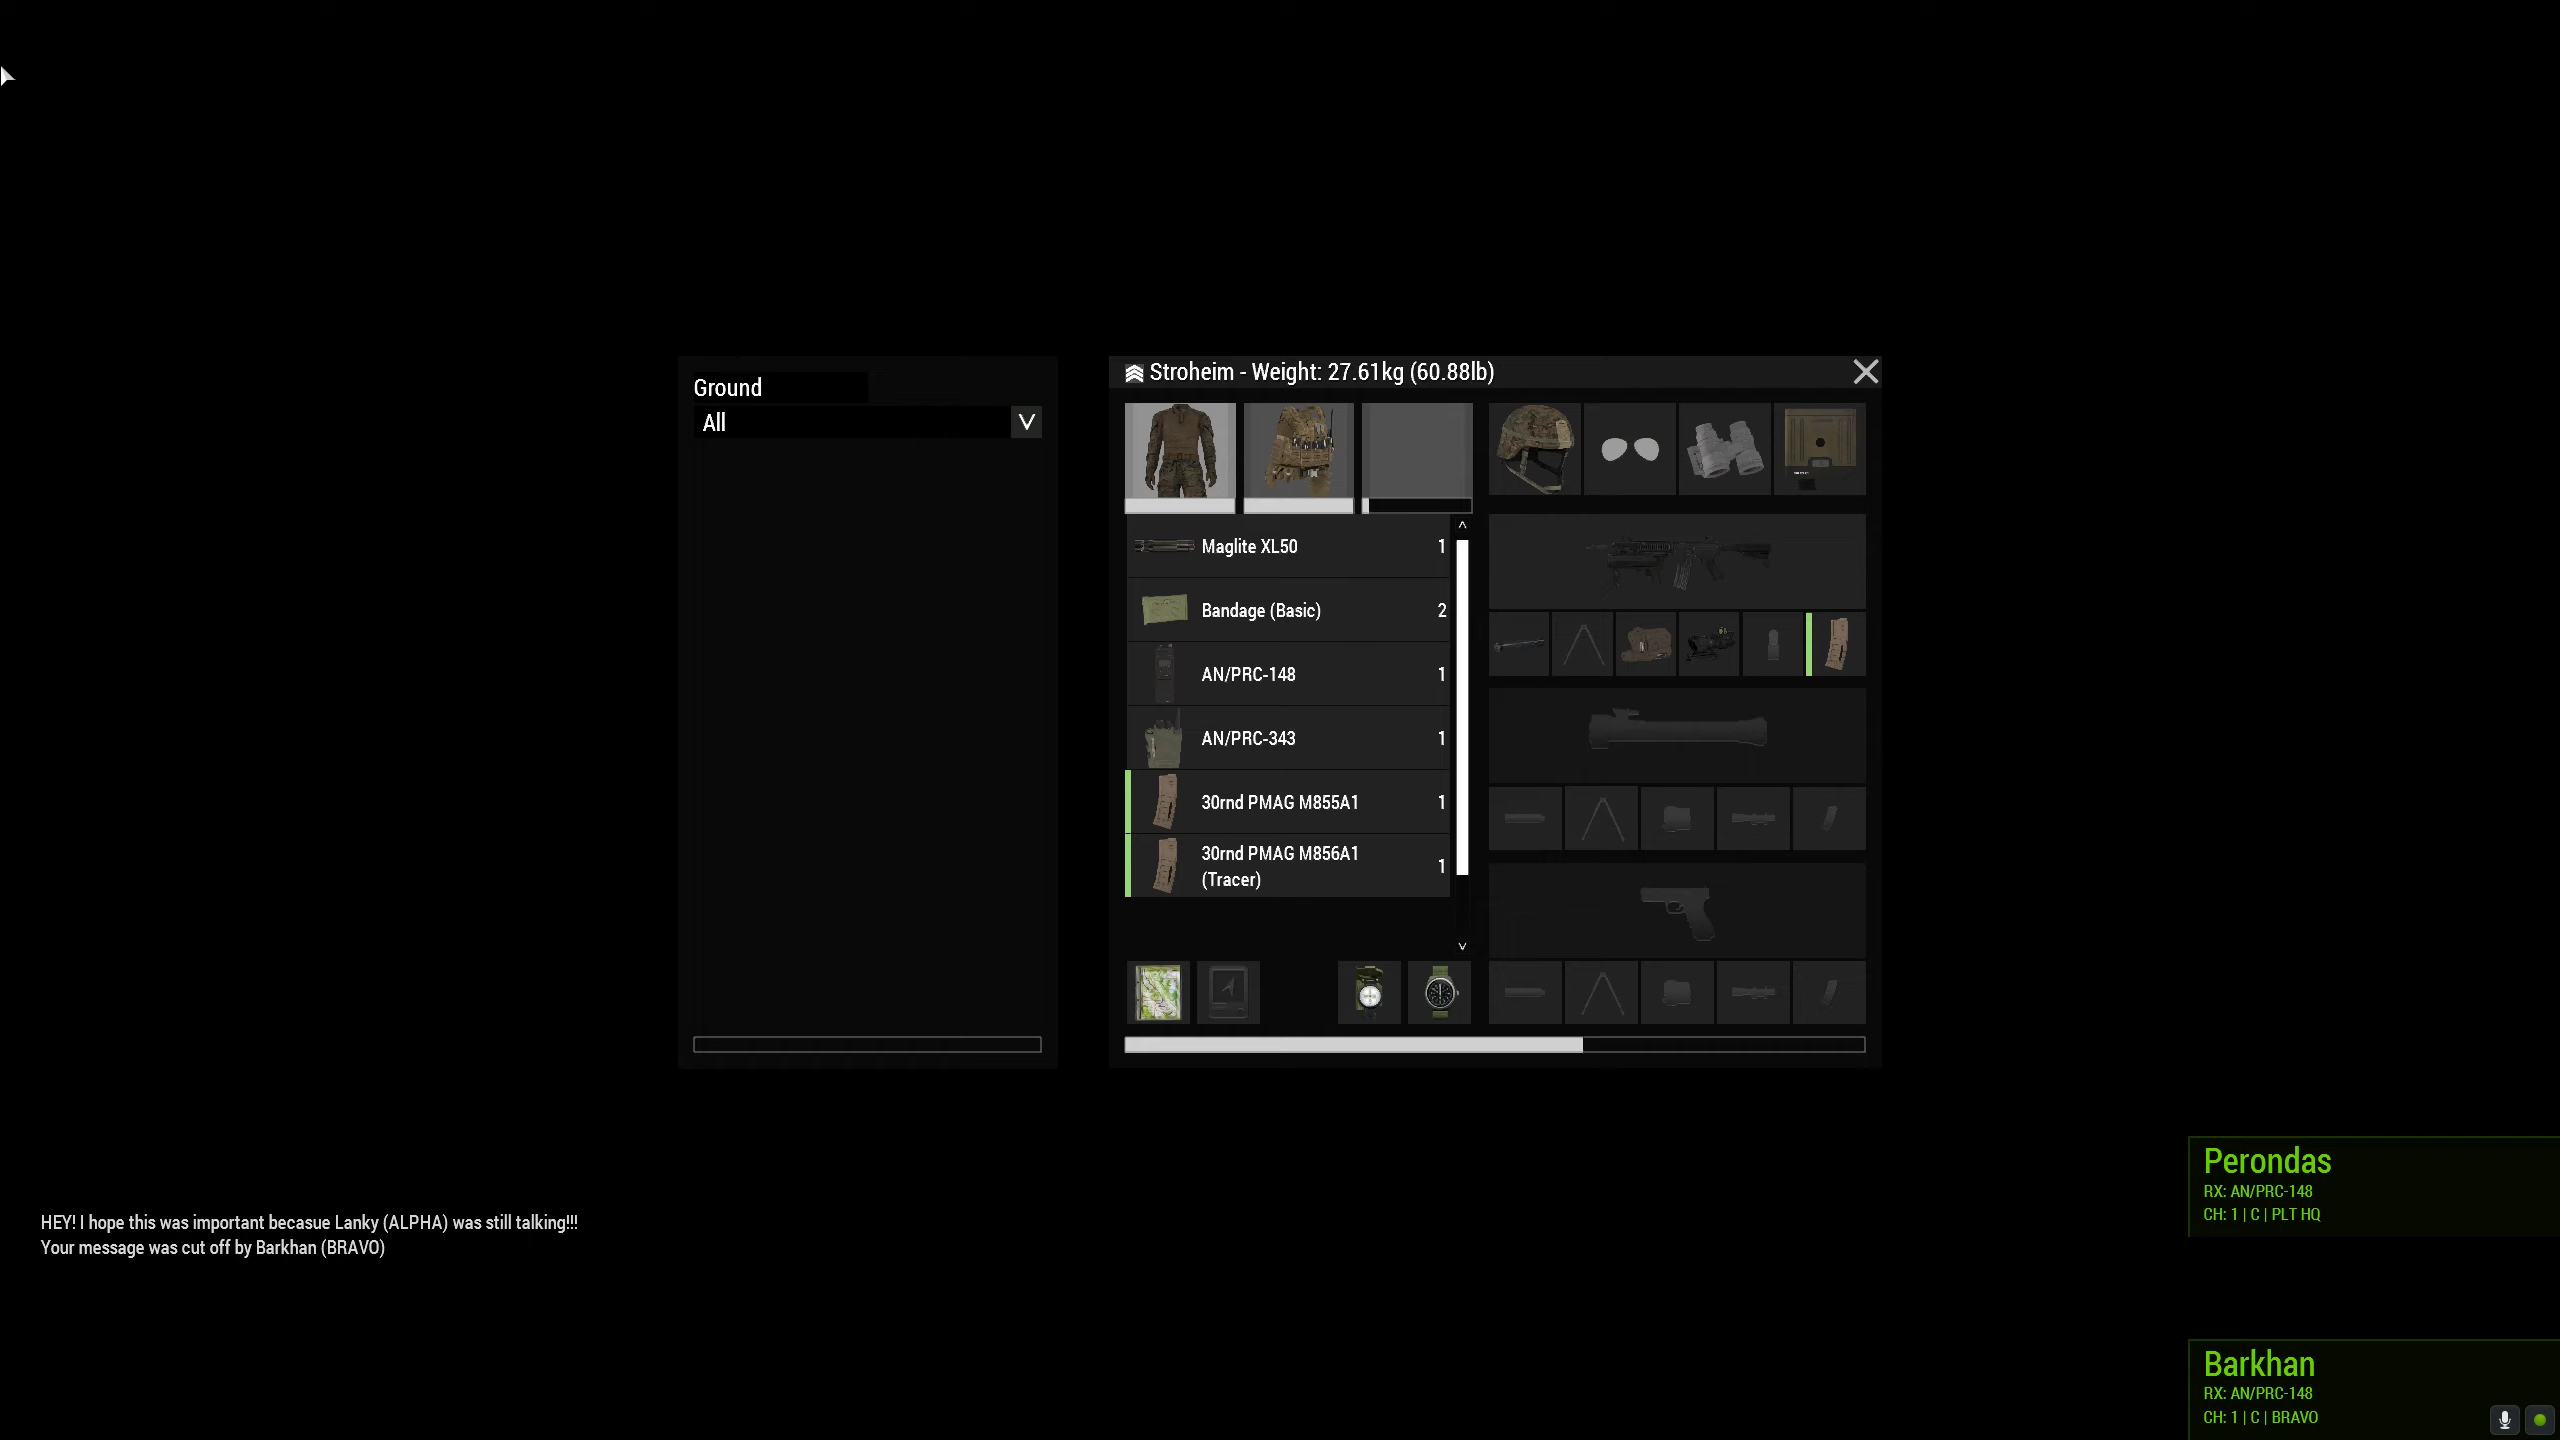 Ground
All
Stroheim - Weight: 27.61kg (60.88lb)
Maglite XL50 1
Bandage (Basic) 2
AN/PRC-148 1
AN/PRC-343 1
30rnd PMAG M855A1 1
30rnd PMAG M856A1
(Tracer) 1
HEY! I hope this was important becasue Lanky (ALPHA) was still talking!!!
Your message was cut off by Barkhan (BRAVO)
Perondas
RX: AN/PRC-148
CH: 1 | C | PLT HQ
Barkhan
RX: AN/PRC-148
CH: 1 | C | BRAVO